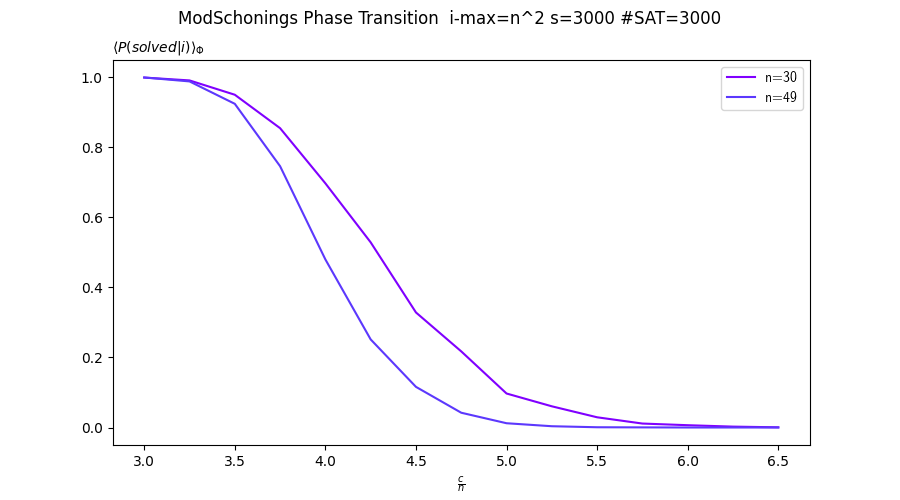 ModSchonings Phase Transition  i-max=n^2 s=3000 #SAT=3000
⟨P(solved|i)⟩Φ
n=30
n=49
1.0
0.8
0.6
0.4
0.2
0.0
3.0 3.5 4.0 4.5 5.0 5.5 6.0 6.5
c/n